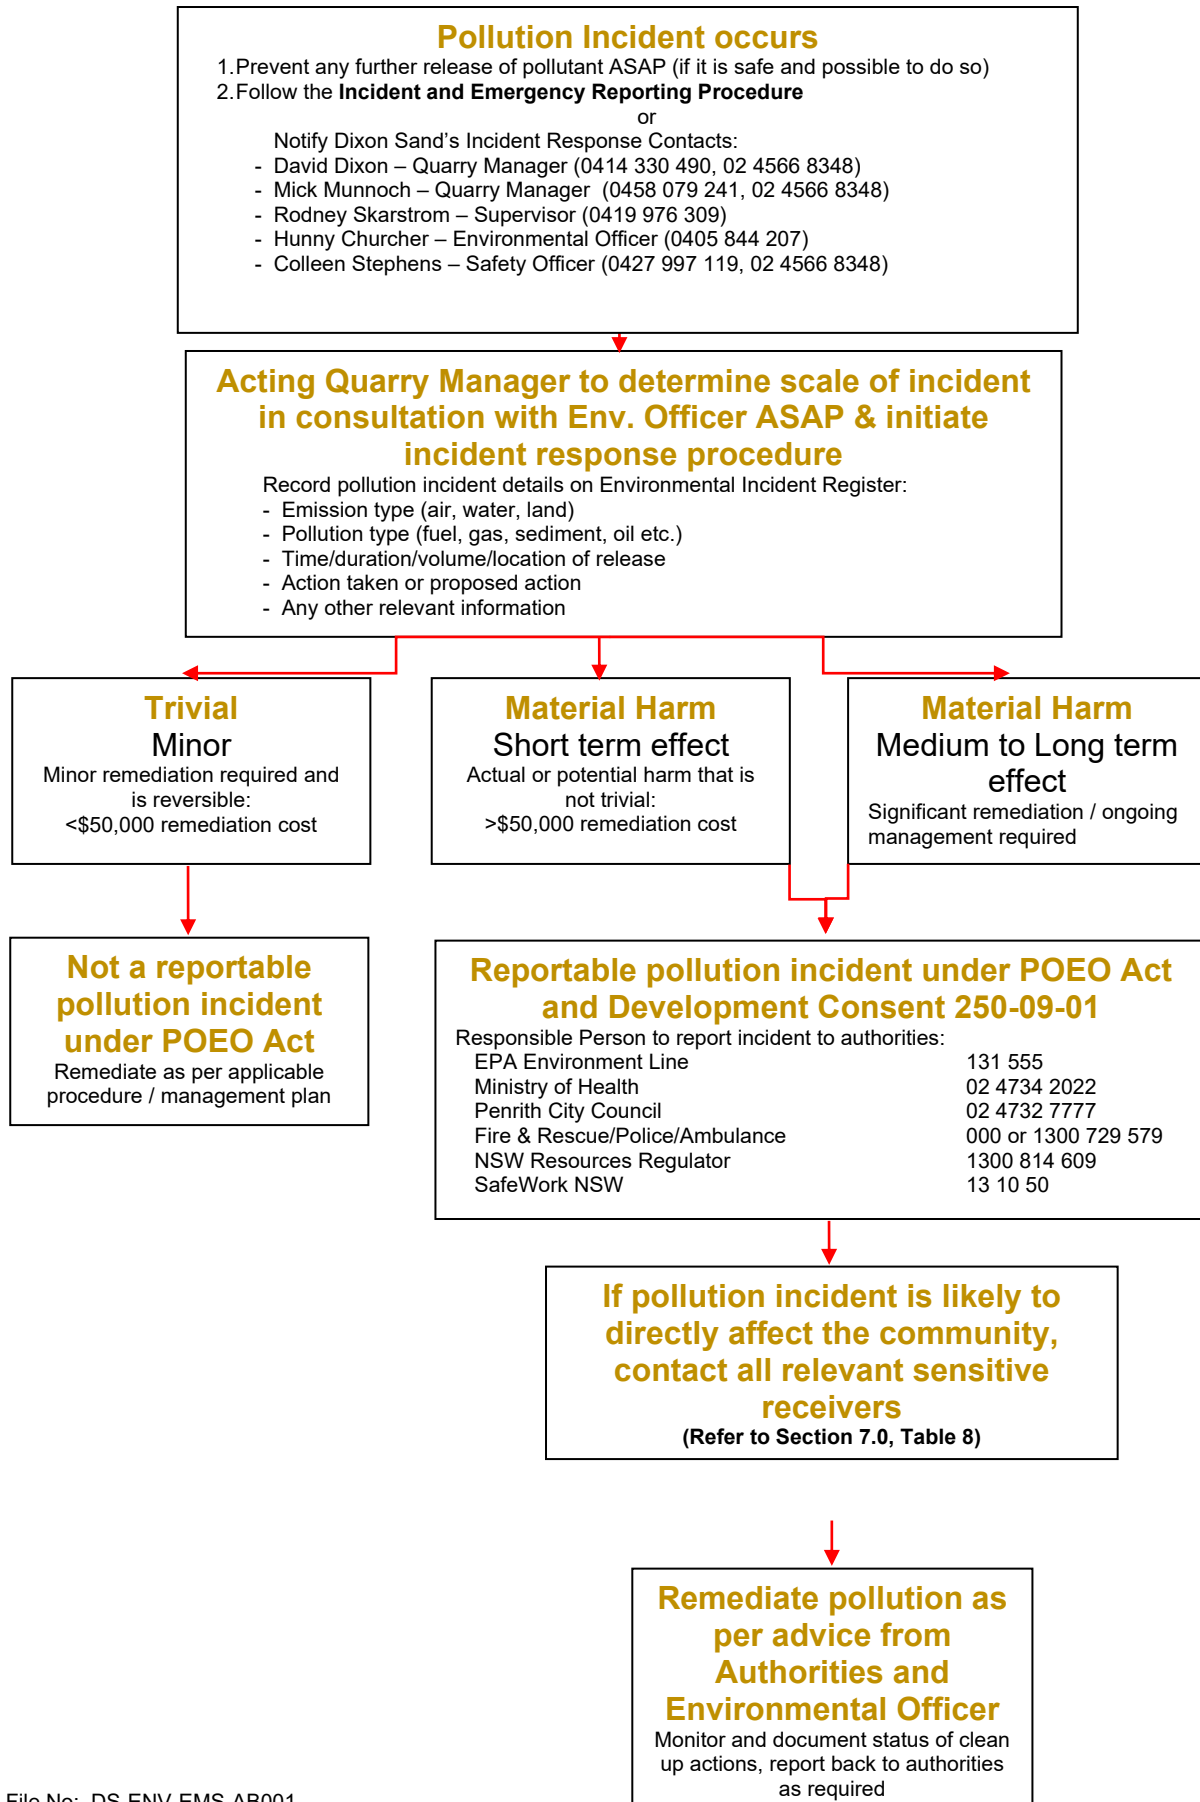 Pollution Incident occurs
1.Prevent any further release of pollutant ASAP (if it is safe and possible to do so)
2.Follow the Incident and Emergency Reporting Procedure
or
Notify Dixon Sand's Incident Response Contacts:
- David Dixon – Quarry Manager (0414 330 490, 02 4566 8348)
- Mick Munnoch – Quarry Manager (0458 079 241, 02 4566 8348)
- Rodney Skarstrom – Supervisor (0419 976 309)
- Hunny Churcher – Environmental Officer (0405 844 207)
- Colleen Stephens – Safety Officer (0427 997 119, 02 4566 8348)
Acting Quarry Manager to determine scale of incident
in consultation with Env. Officer ASAP & initiate
incident response procedure
Record pollution incident details on Environmental Incident Register:
- Emission type (air, water, land)
- Pollution type (fuel, gas, sediment, oil etc.)
- Time/duration/volume/location of release
- Action taken or proposed action
- Any other relevant information
Trivial
Minor
Minor remediation required and
is reversible:
<$50,000 remediation cost
Material Harm
Short term effect
Actual or potential harm that is
not trivial:
>$50,000 remediation cost
Material Harm
Medium to Long term
effect
Significant remediation / ongoing
management required
Not a reportable
pollution incident
under POEO Act
Remediate as per applicable
procedure / management plan
Reportable pollution incident under POEO Act
and Development Consent 250-09-01
Responsible Person to report incident to authorities:
EPA Environment Line 131 555
Ministry of Health 02 4734 2022
Penrith City Council 02 4732 7777
Fire & Rescue/Police/Ambulance 000 or 1300 729 579
NSW Resources Regulator 1300 814 609
SafeWork NSW 13 10 50
If pollution incident is likely to
directly affect the community,
contact all relevant sensitive
receivers
(Refer to Section 7.0, Table 8)
Remediate pollution as
per advice from
Authorities and
Environmental Officer
Monitor and document status of clean
up actions, report back to authorities
as required
File No: DS-ENV-EMS-AB001